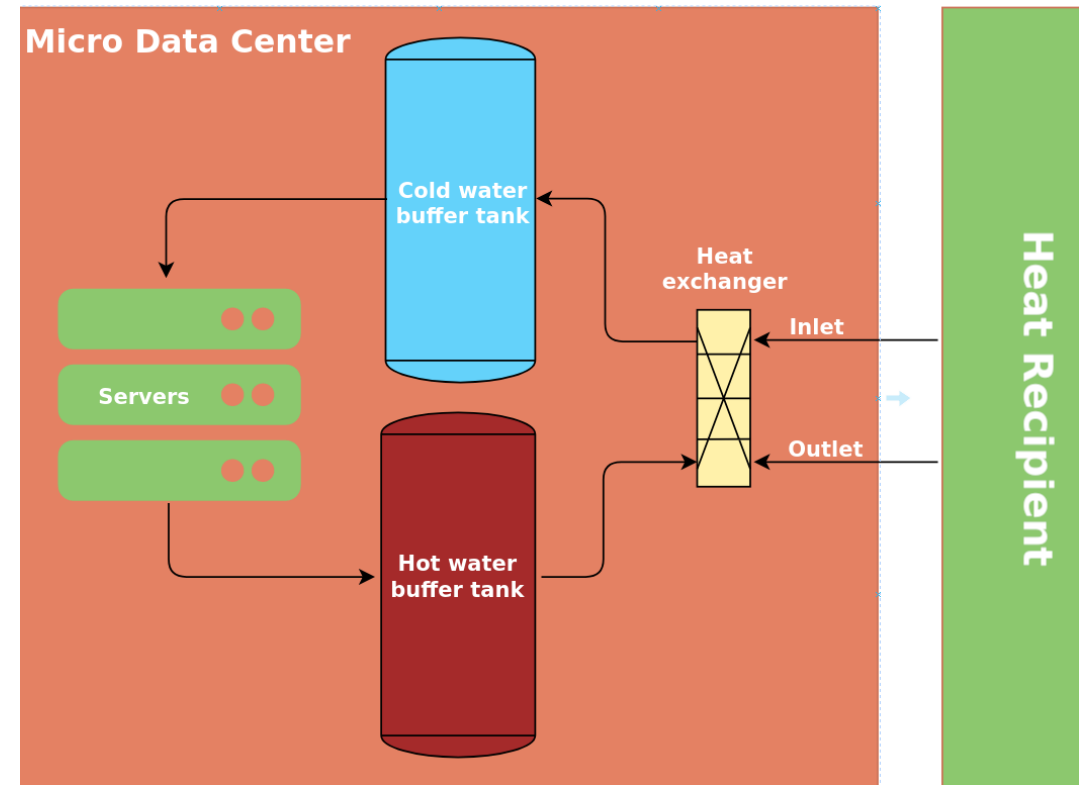 Micro Data Center
Cold water
buffer tank
Heat
exchanger
Inlet
Servers
Outlet
Hot water
buffer tank
Heat Recipient